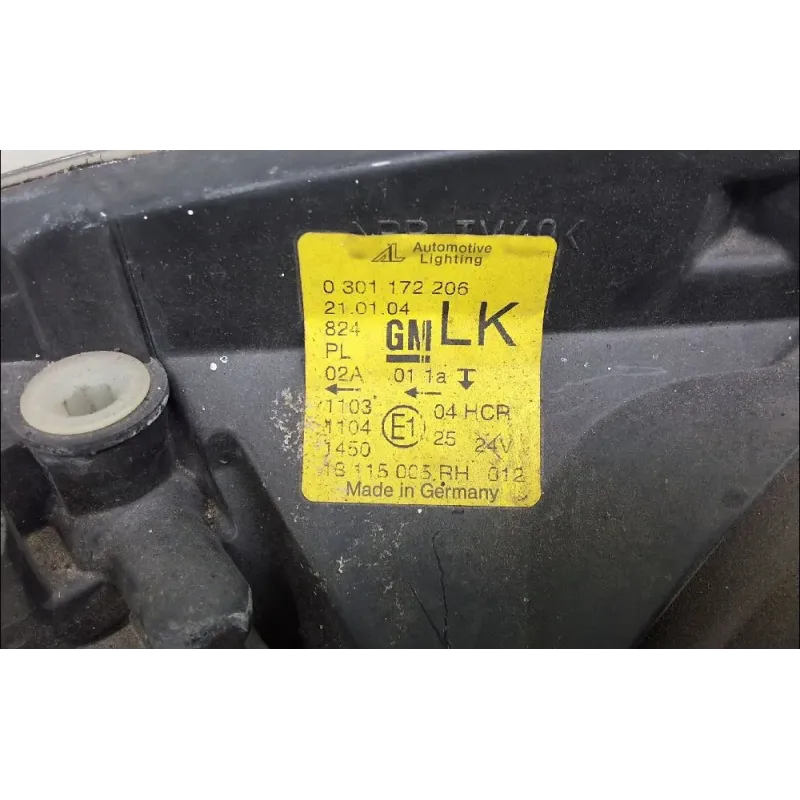 AL Automotive
Lighting
0 301 172 206
21.01.04
824 GM LK
PL
02A 01 1a
1103 04 HCR
1104 E1
1450 25 24V
115 005 RH 012
Made in Germany